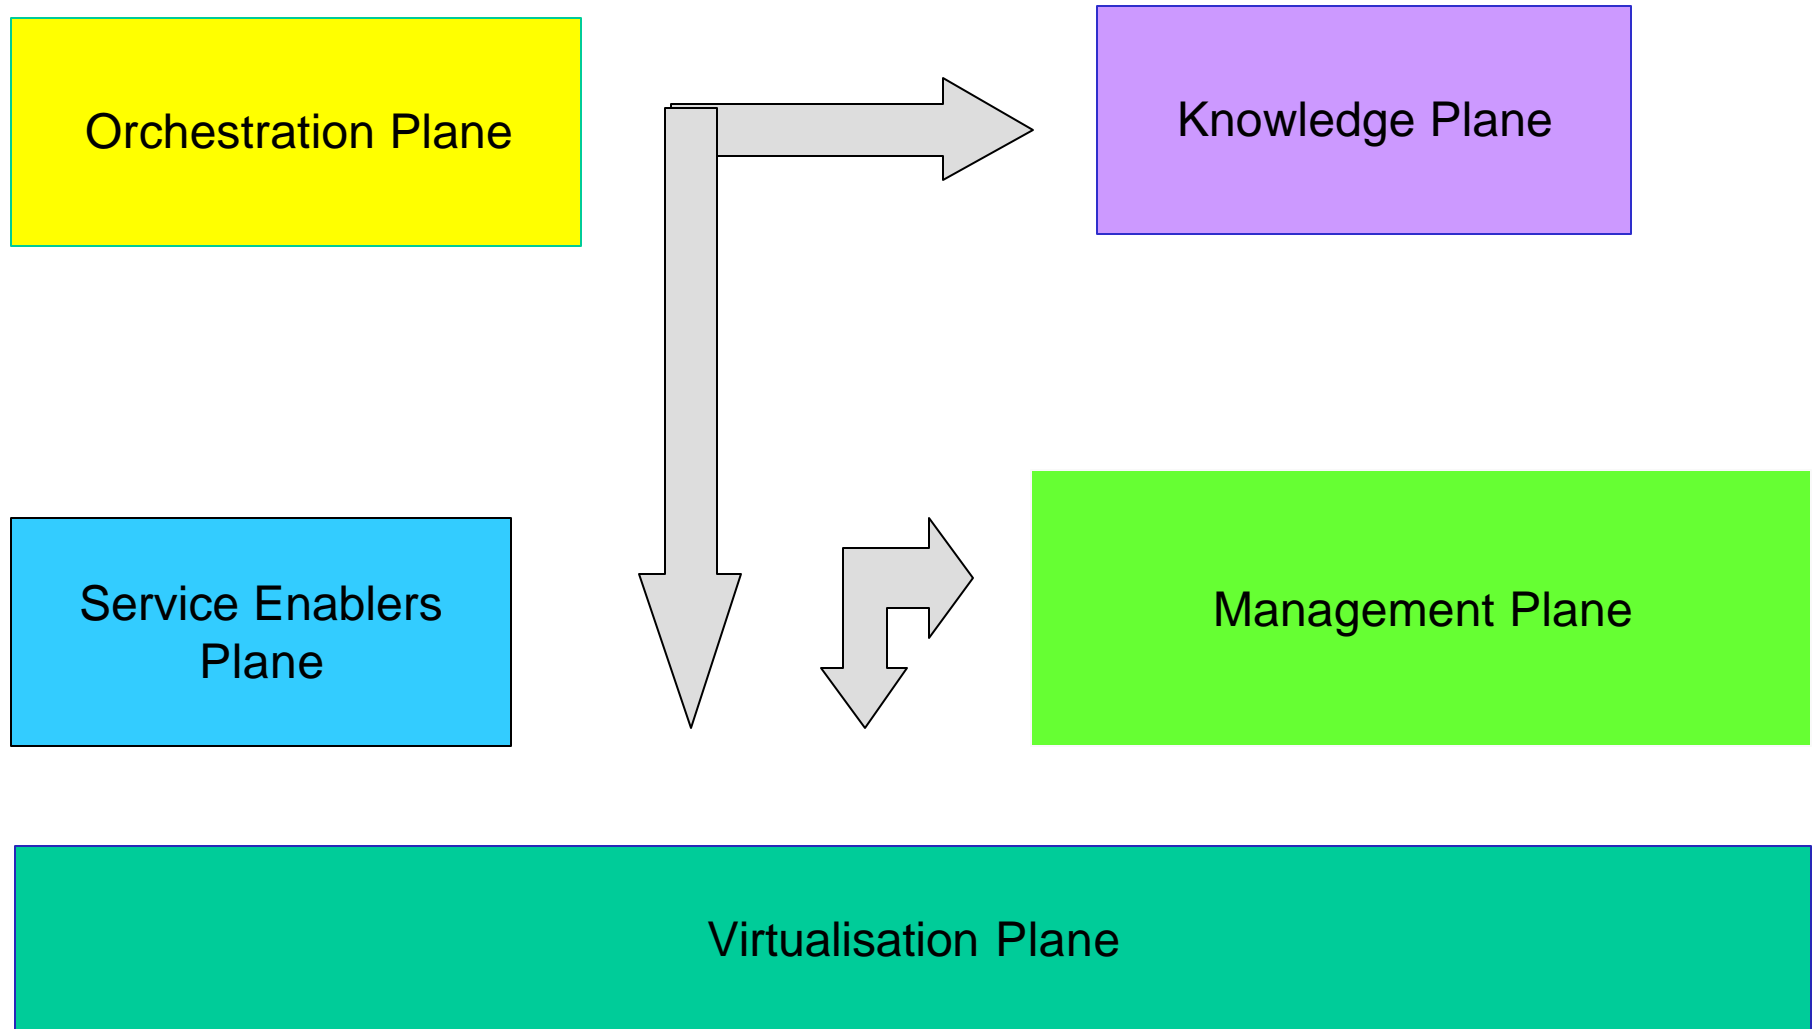 Orchestration Plane
Knowledge Plane
Service Enablers
Plane
Management Plane
Virtualisation Plane